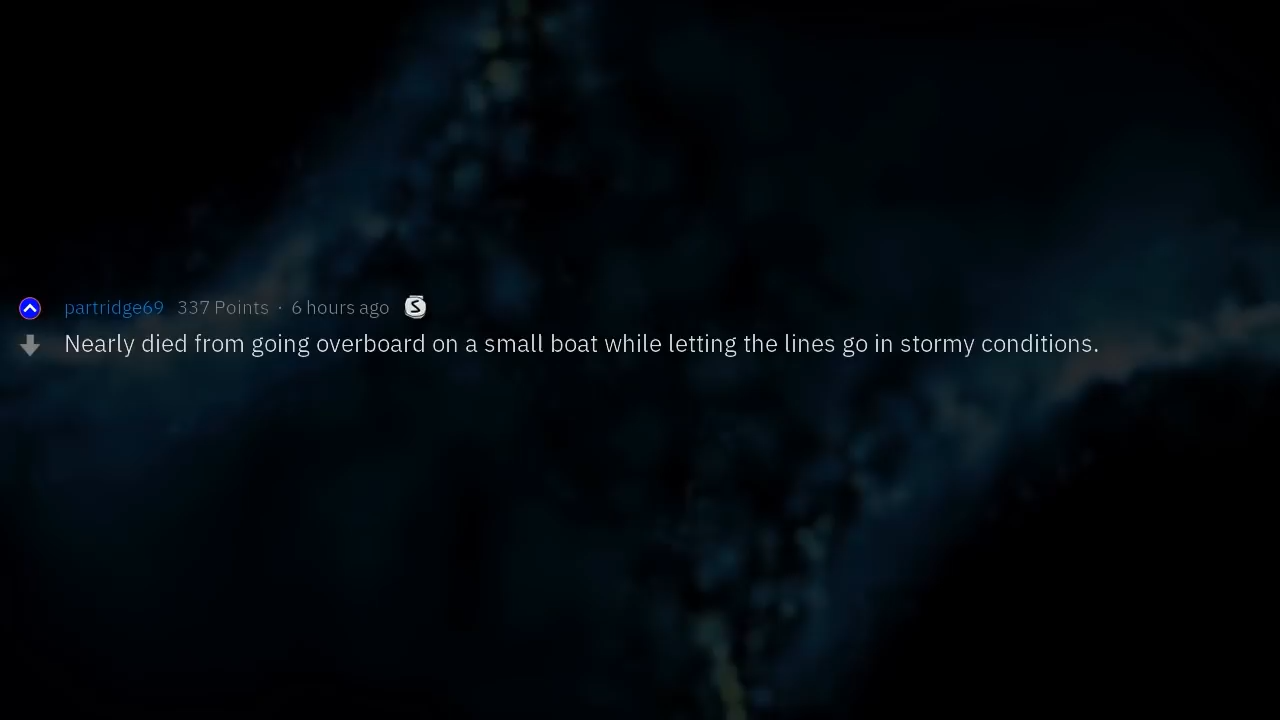 partridge69 337 Points · 6 hours ago S
Nearly died from going overboard on a small boat while letting the lines go in stormy conditions.